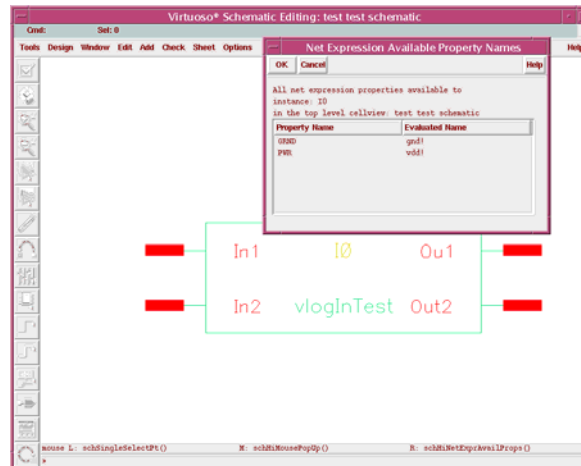 Virtuoso® Schematic Editing: test test schematic
Cmd: Sel: 0
Tools Design Window Edit Add Check Sheet Options Help
Net Expression Available Property Names
OK Cancel Help
All net expression properties available to
instance: I0
in the top level cellview: test test schematic
Property Name Evaluated Name
GRND gnd!
PWR vdd!
In1 I0 Ou1
In2 vlogInTest Out2
mouse L: schSingleSelectPt() M: schHiMousePopUp() R: schHiNetExprAvailProps()
>